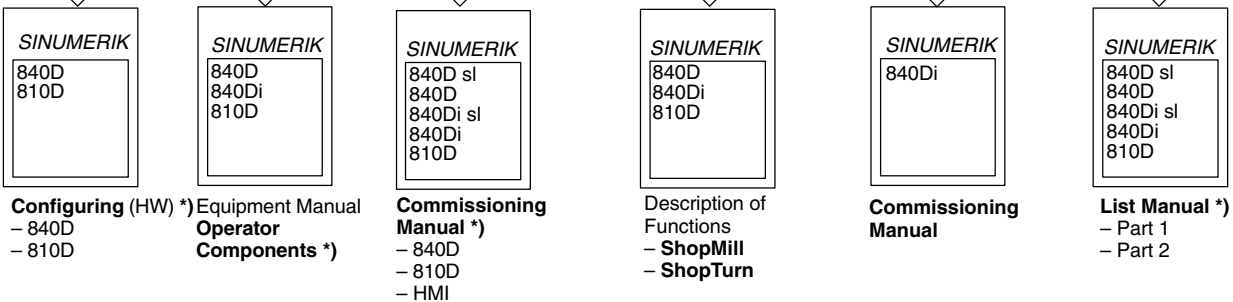 SINUMERIK
840D
810D
Configuring (HW) *)
– 840D
– 810D
SINUMERIK
840D
840Di
810D
Equipment Manual
Operator
Components *)
SINUMERIK
840D sl
840D
840Di sl
840Di
810D
Commissioning
Manual *)
– 840D
– 810D
– HMI
SINUMERIK
840D
840Di
810D
Description of
Functions
– ShopMill
– ShopTurn
SINUMERIK
840Di
Commissioning
Manual
SINUMERIK
840D sl
840D
840Di sl
840Di
810D
List Manual *)
– Part 1
– Part 2